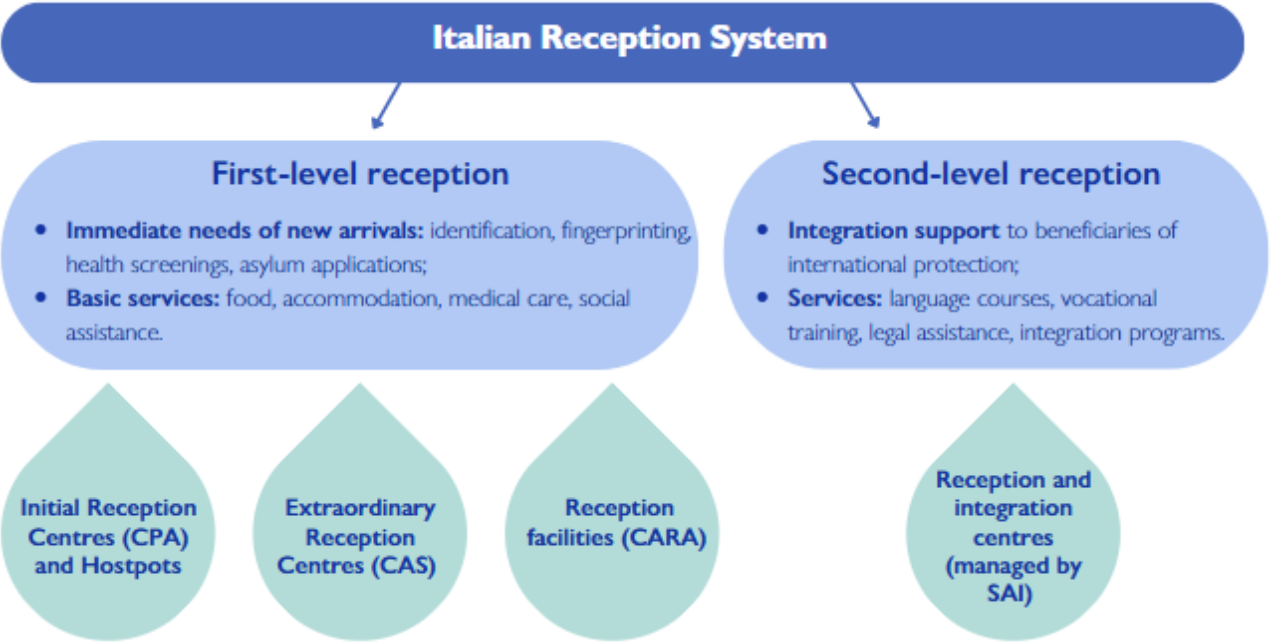 Italian Reception System
First-level reception
• Immediate needs of new arrivals: identification, fingerprinting,
health screenings, asylum applications;
• Basic services: food, accommodation, medical care, social
assistance.
Second-level reception
• Integration support to beneficiaries of
international protection;
• Services: language courses, vocational
training, legal assistance, integration programs.
Initial Reception
Centres (CPA)
and Hostpots
Extraordinary
Reception
Centres (CAS)
Reception
facilities (CARA)
Reception and
integration
centres
(managed by
SAI)